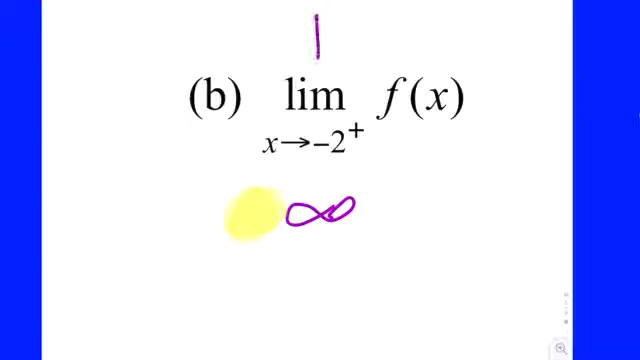 |
(b) lim f(x)
x→−2⁺
∞